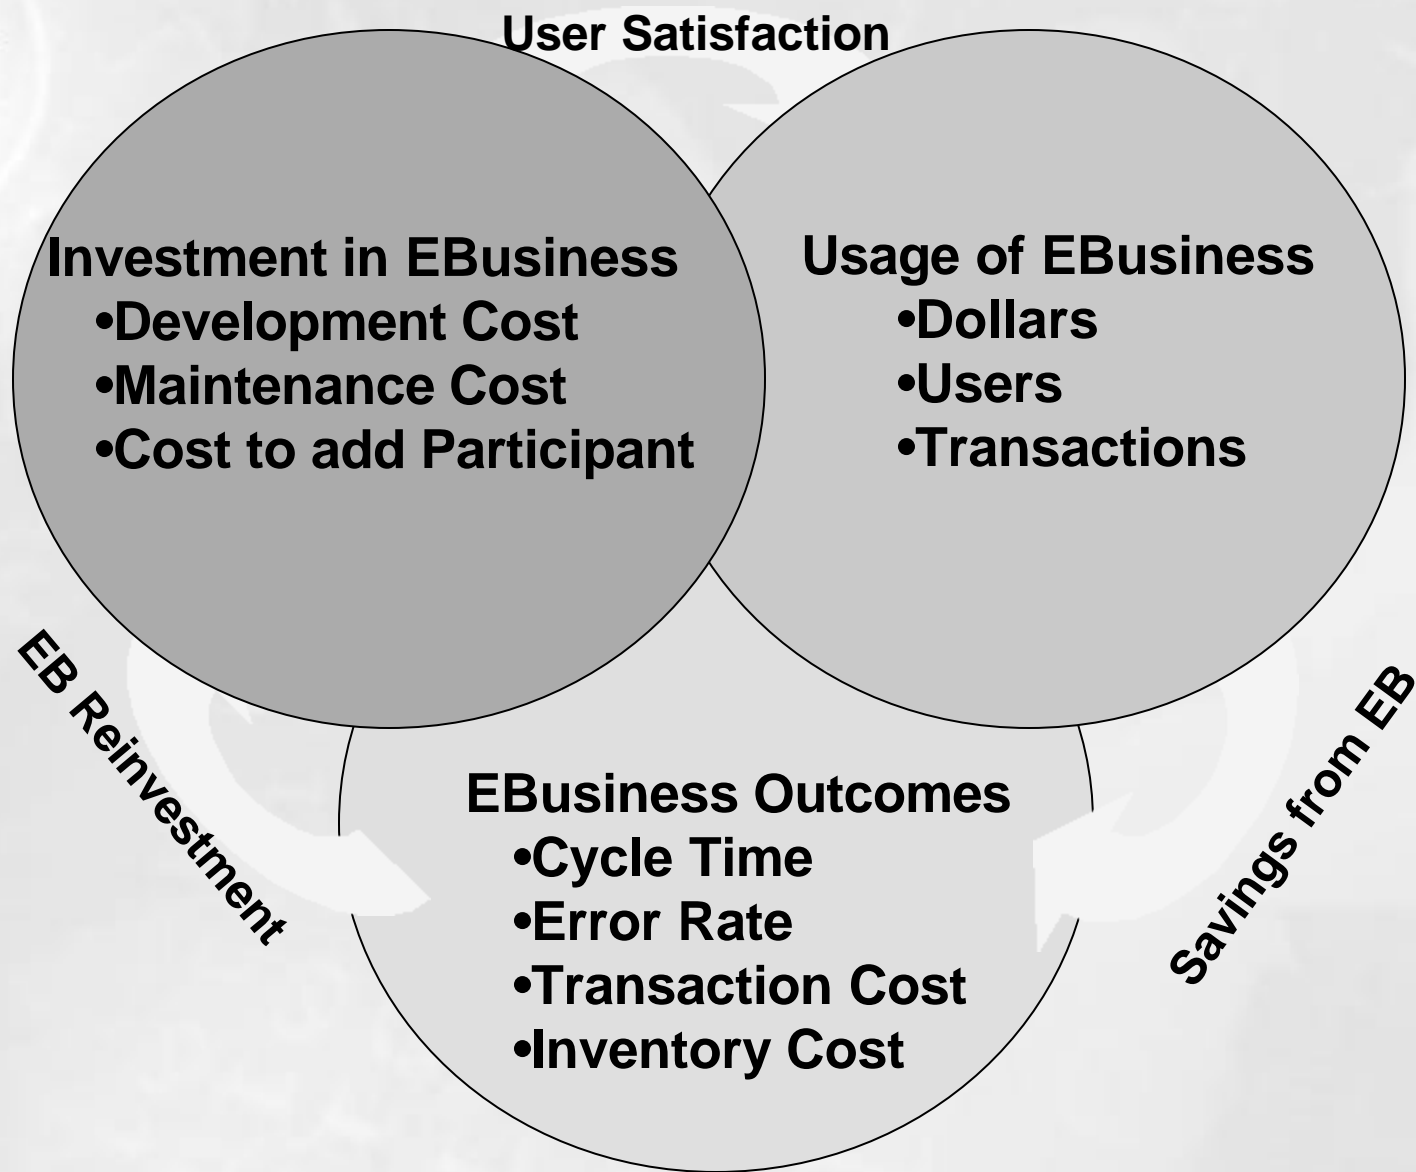 User Satisfaction
Investment in EBusiness
•Development Cost
•Maintenance Cost
•Cost to add Participant
Usage of EBusiness
•Dollars
•Users
•Transactions
EB Reinvestment
Savings from EB
EBusiness Outcomes
•Cycle Time
•Error Rate
•Transaction Cost
•Inventory Cost